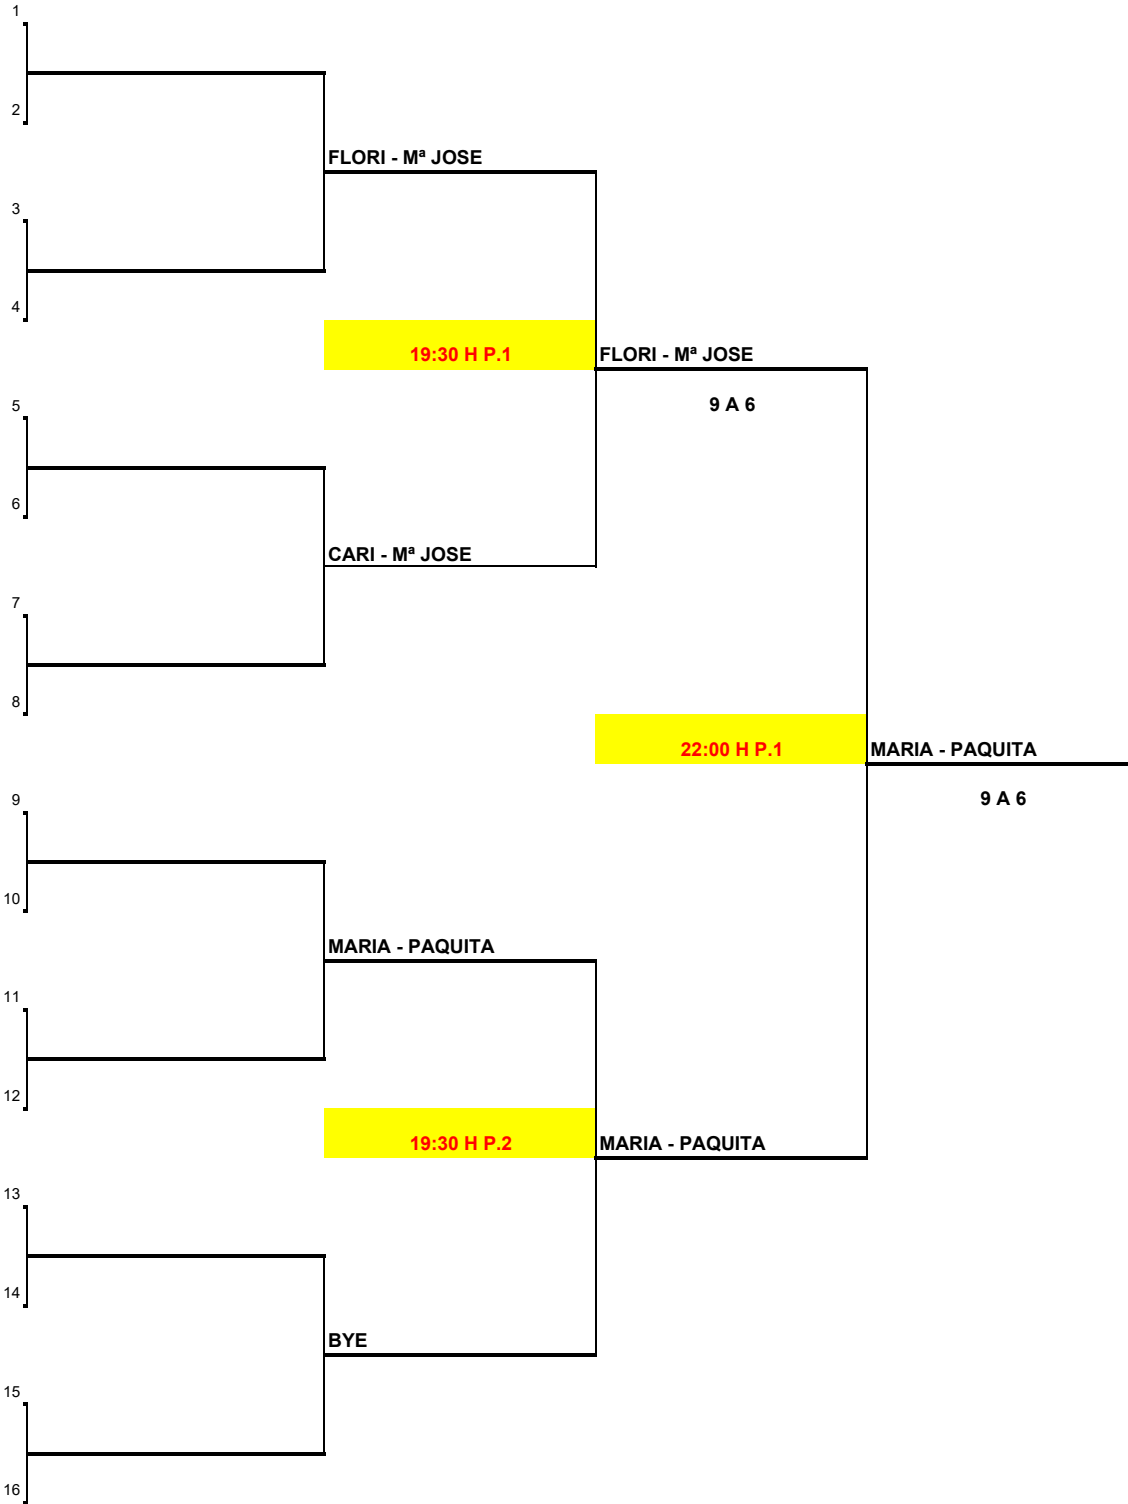 1
2
FLORI - Mª JOSE
3
4
19:30 H P.1
FLORI - Mª JOSE
9 A 6
5
6
CARI - Mª JOSE
7
8
22:00 H P.1
MARIA - PAQUITA
9 A 6
9
10
MARIA - PAQUITA
11
12
19:30 H P.2
MARIA - PAQUITA
13
14
BYE
15
16